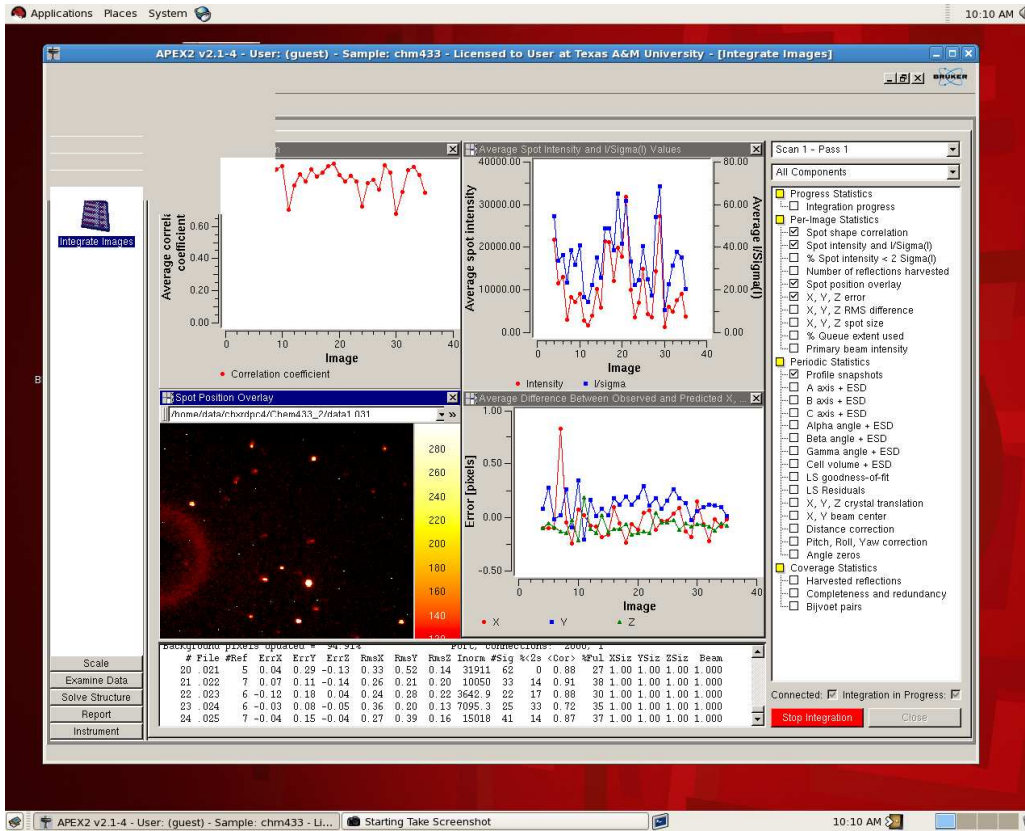 Applications Places System 10:10 AM
APEX2 v2.1-4 - User: (guest) - Sample: chm433 - Licensed to User at Texas A&M University - [Integrate Images]
BRUKER
Integrate Images
Scale
Examine Data
Solve Structure
Report
Instrument
Average correla
coefficient
0.60
0.40
0.20
0.00
0 10 20 30 40
Image
Correlation coefficient
Average Spot Intensity and I/Sigma(I) Values
Average spot intensity
40000.00
30000.00
20000.00
10000.00
0.00
80.00
60.00
40.00
20.00
0.00
Average I/Sigma(I)
0 10 20 30 40
Image
Intensity I/sigma
Spot Position Overlay
/home/data/chxrdpc4/Chem433_2/data1.031 »
280
260
240
220
200
180
160
140
120
Average Difference Between Observed and Predicted X, ...
Error [pixels]
1.00
0.50
0.00
-0.50
0 10 20 30 40
Image
X Y Z
Background pixels updated = 94.91% Port, connections: 2000, 1
# File #Ref ErrX ErrY ErrZ RmsX RmsY RmsZ Inorm #Sig %<2s <Cor> %Ful XSiz YSiz ZSiz Beam
20 .021 5 0.04 0.29 -0.13 0.33 0.52 0.14 31911 62 0 0.88 27 1.00 1.00 1.00 1.000
21 .022 7 0.07 0.11 -0.14 0.26 0.21 0.20 10050 33 14 0.91 38 1.00 1.00 1.00 1.000
22 .023 6 -0.12 0.18 0.04 0.24 0.28 0.22 3642.9 22 17 0.88 30 1.00 1.00 1.00 1.000
23 .024 6 -0.03 0.08 -0.05 0.36 0.20 0.13 7095.3 25 33 0.72 35 1.00 1.00 1.00 1.000
24 .025 7 -0.04 0.15 -0.04 0.27 0.39 0.16 15018 41 14 0.87 37 1.00 1.00 1.00 1.000
Scan 1 - Pass 1
All Components
Progress Statistics
Integration progress
Per-Image Statistics
Spot shape correlation
Spot intensity and I/Sigma(I)
% Spot intensity < 2 Sigma(I)
Number of reflections harvested
Spot position overlay
X, Y, Z error
X, Y, Z RMS difference
X, Y, Z spot size
% Queue extent used
Primary beam intensity
Periodic Statistics
Profile snapshots
A axis + ESD
B axis + ESD
C axis + ESD
Alpha angle + ESD
Beta angle + ESD
Gamma angle + ESD
Cell volume + ESD
LS goodness-of-fit
LS Residuals
X, Y, Z crystal translation
X, Y beam center
Distance correction
Pitch, Roll, Yaw correction
Angle zeros
Coverage Statistics
Harvested reflections
Completeness and redundancy
Bijvoet pairs
Connected: Integration in Progress:
Stop Integration Close
APEX2 v2.1-4 - User: (guest) - Sample: chm433 - Li... Starting Take Screenshot 10:10 AM